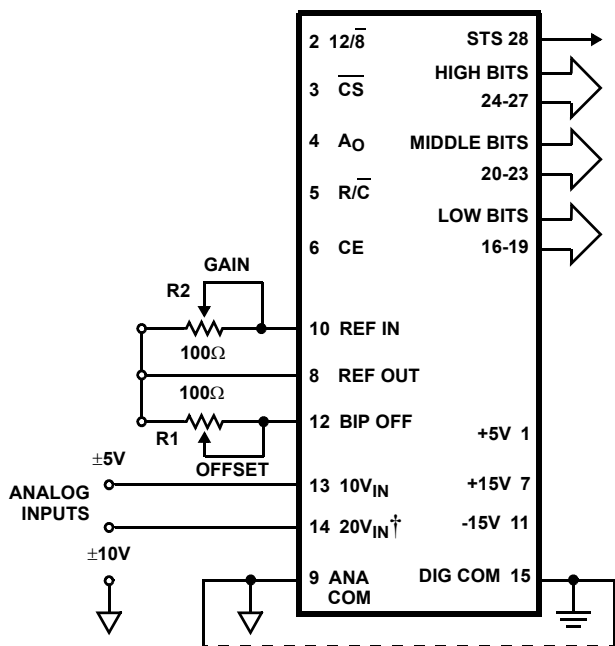 2 12/8̅
STS 28
HIGH BITS
24-27
3 C̅S̅
4 AO
MIDDLE BITS
20-23
5 R/C̅
LOW BITS
16-19
6 CE
GAIN
R2
100Ω
10 REF IN
8 REF OUT
100Ω
12 BIP OFF
R1
OFFSET
+5V 1
±5V
ANALOG
INPUTS
13 10VIN
+15V 7
14 20VIN†
-15V 11
±10V
9 ANA
COM
DIG COM 15